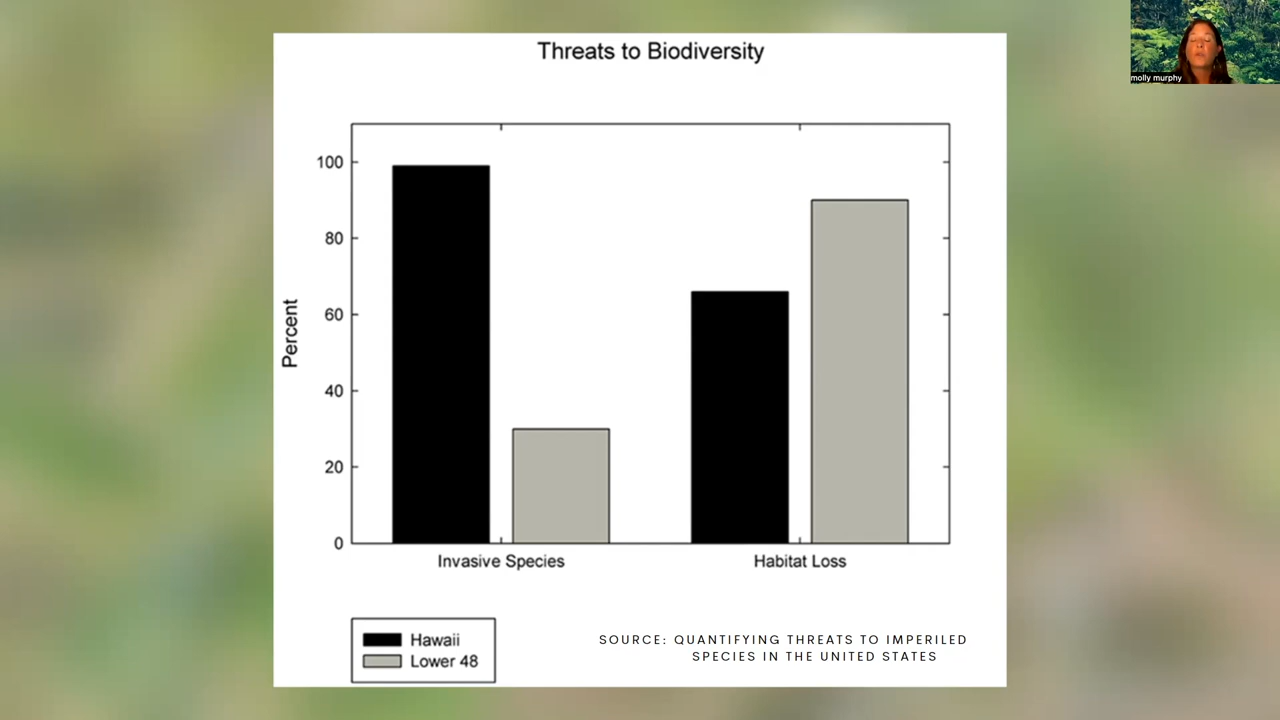 Threats to Biodiversity
molly murphy
100
80
60
40
20
0
Percent
Invasive Species
Habitat Loss
Hawaii
Lower 48
SOURCE: QUANTIFYING THREATS TO IMPERILED
SPECIES IN THE UNITED STATES